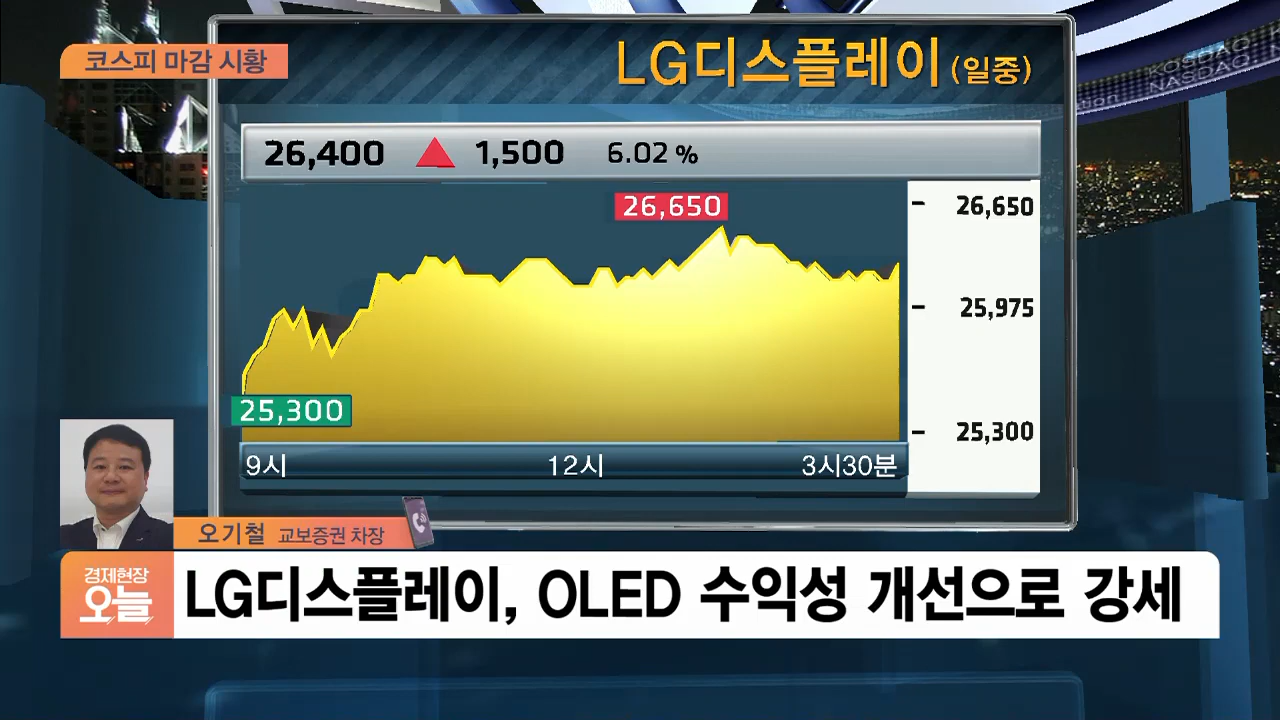 코스피 마감 시황
LG디스플레이 (일중)
KOSDAQ
NASDAQ
26,400 ▲ 1,500 6.02 %
26,650
26,650
25,975
25,300
25,300
9시 12시 3시30분
오기철 교보증권 차장
경제현장
오늘
LG디스플레이, OLED 수익성 개선으로 강세